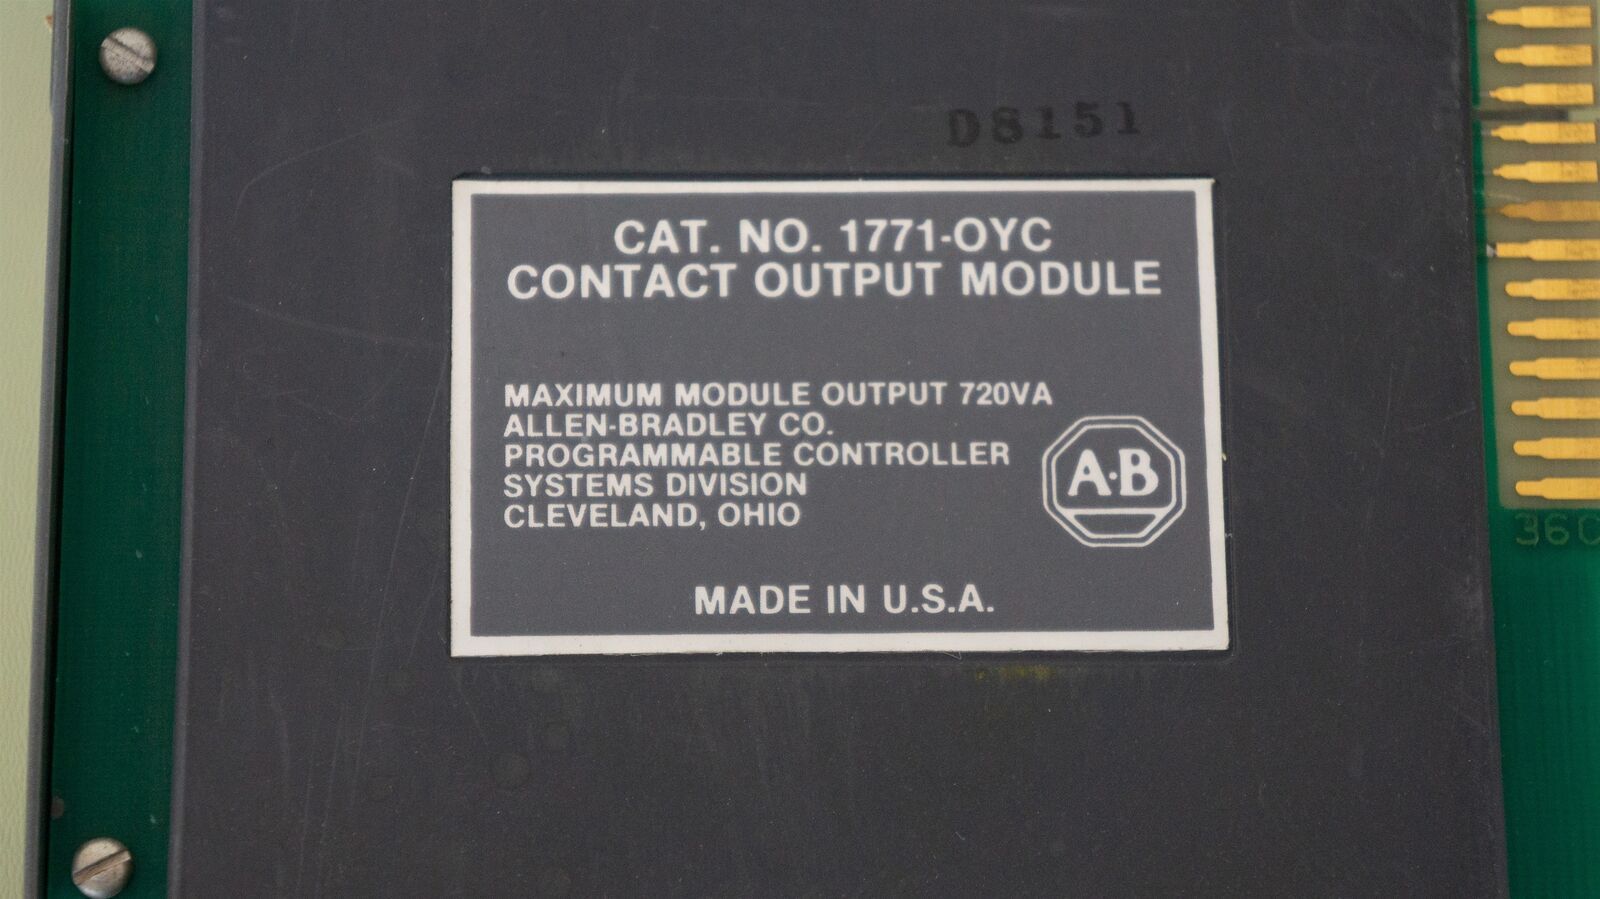 D8151
CAT. NO. 1771-OYC
CONTACT OUTPUT MODULE
MAXIMUM MODULE OUTPUT 720VA
ALLEN-BRADLEY CO.
PROGRAMMABLE CONTROLLER
SYSTEMS DIVISION
CLEVELAND, OHIO
A·B
MADE IN U.S.A.